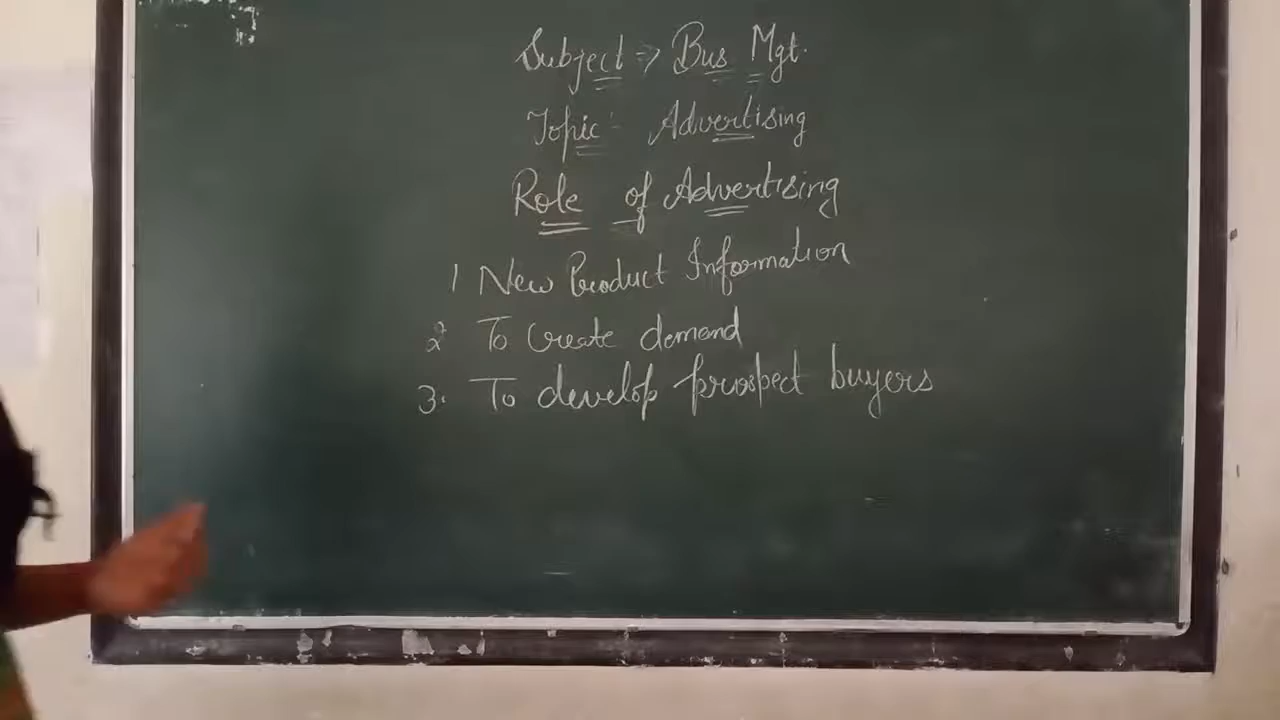 Subject → Bus Mgt.
Topic: Advertising
Role of Advertising
1 New Product Information
2 To Create demand
3. To develop prospect buyers